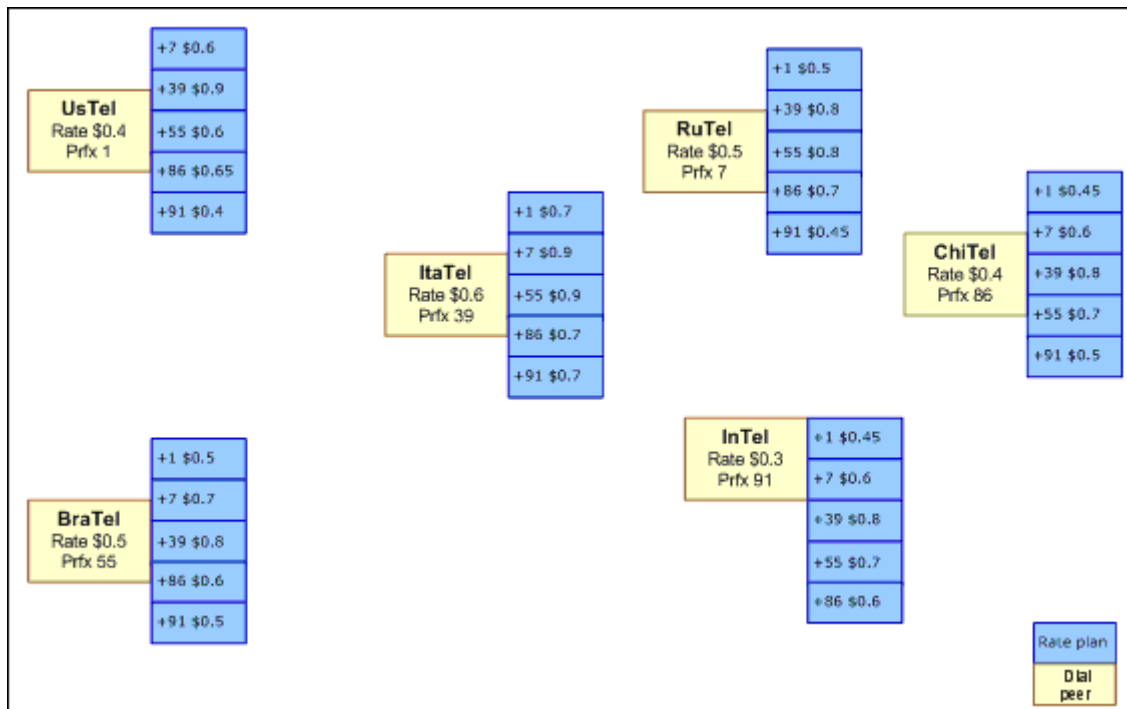 UsTel
Rate $0.4
Prfx 1
+7 $0.6
+39 $0.9
+55 $0.6
+86 $0.65
+91 $0.4
ItaTel
Rate $0.6
Prfx 39
+1 $0.7
+7 $0.9
+55 $0.9
+86 $0.7
+91 $0.7
RuTel
Rate $0.5
Prfx 7
+1 $0.5
+39 $0.8
+55 $0.8
+86 $0.7
+91 $0.45
ChiTel
Rate $0.4
Prfx 86
+1 $0.45
+7 $0.6
+39 $0.8
+55 $0.7
+91 $0.5
BraTel
Rate $0.5
Prfx 55
+1 $0.5
+7 $0.7
+39 $0.8
+86 $0.6
+91 $0.5
InTel
Rate $0.3
Prfx 91
+1 $0.45
+7 $0.6
+39 $0.8
+55 $0.7
+86 $0.6
Rate plan
Dial
peer